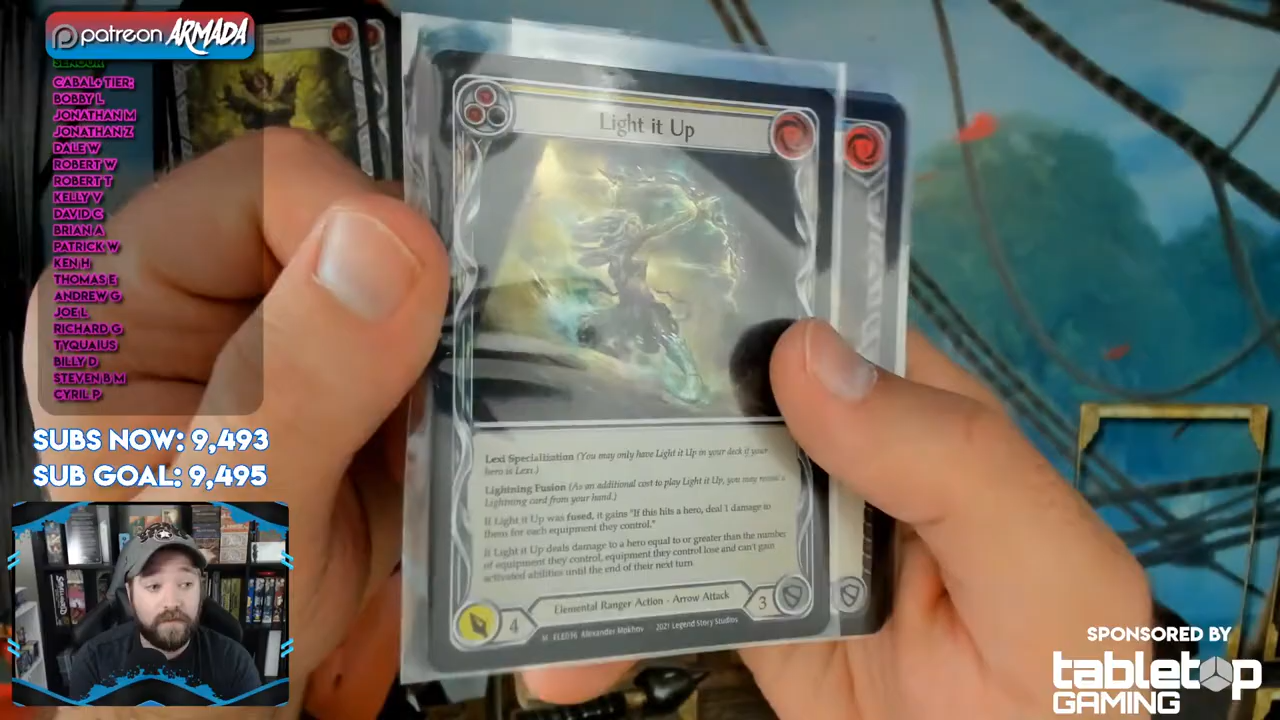 patreon ARMADA
CABAL+ TIER:
BOBBY L
JONATHAN M
JONATHAN Z
DALE W
ROBERT W
ROBERT T
KELLY V
DAVID C
BRIAN A
PATRICK W
KEN H
THOMAS E
ANDREW G
JOE L
RICHARD G
TYQUAIUS
BILLY D
STEVEN B M
CYRIL P
SUBS NOW: 9,493
SUB GOAL: 9,495
Light it Up
Lexi Specialization (You may only have Light it Up in your deck if your
hero is Lexi.)
Lightning Fusion (As an additional cost to play Light it Up, you may reveal a
Lightning card from your hand.)
If Light it Up was fused, it gains "If this hits a hero, deal 1 damage to
them for each equipment they control."
If Light it Up deals damage to a hero equal to or greater than the number
of equipment they control, equipment they control lose and can't gain
activated abilities until the end of their next turn
4
Elemental Ranger Action - Arrow Attack
3
M ELE036 Alexander Mokhov 2021 Legend Story Studios
SPONSORED BY
tabletop
GAMING